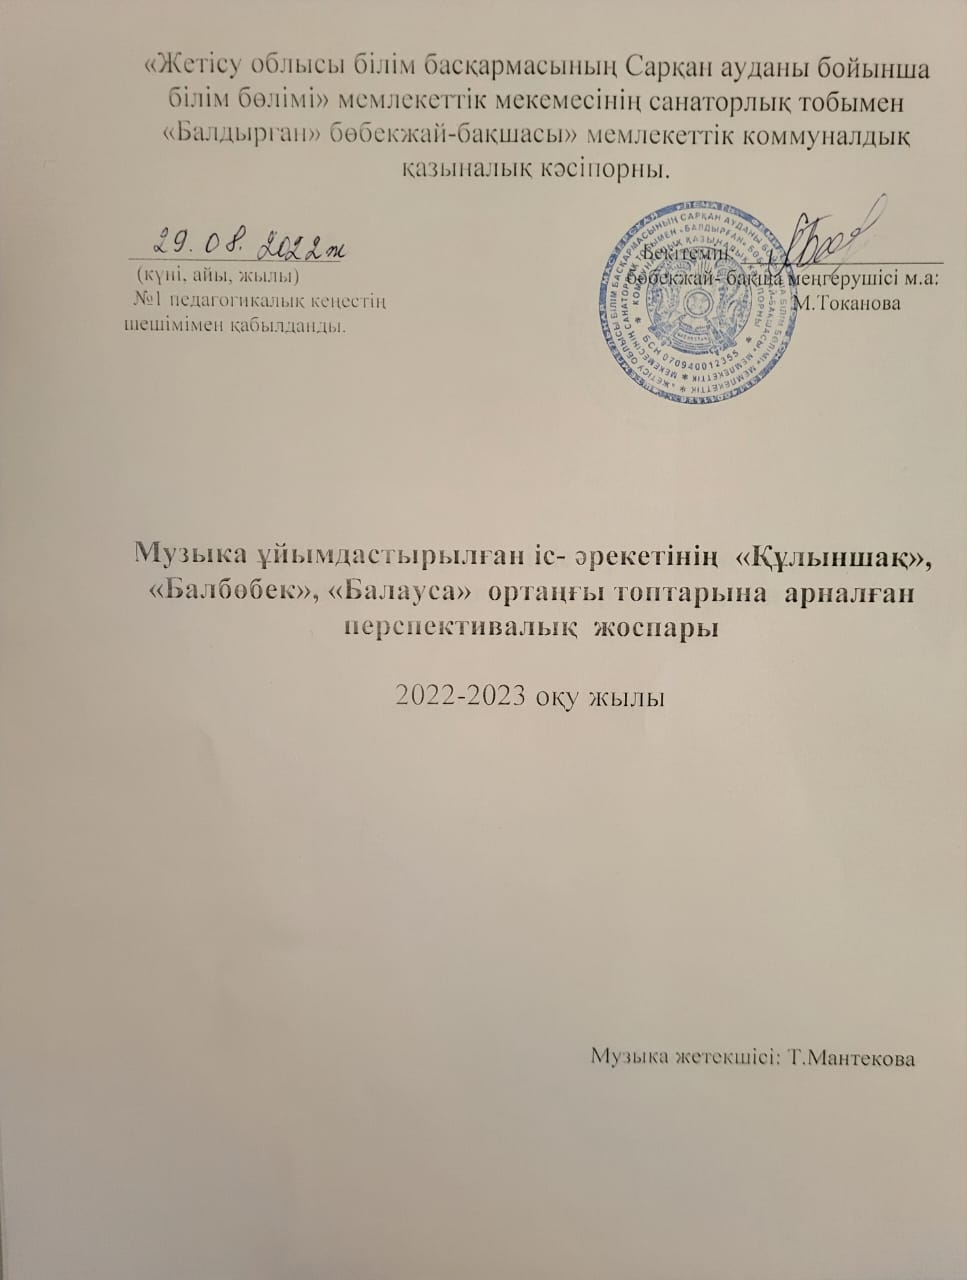 «Жетісу облысы білім басқармасының Сарқан ауданы бойынша
білім бөлімі» мемлекеттік мекемесінің санаторлық тобымен
«Балдырған» бөбекжай-бақшасы» мемлекеттік коммуналдық
қазыналық кәсіпорны.
29.08.2022ж
(күні, айы, жылы)
№1 педагогикалық кеңестің
шешімімен қабылданды.
Бекітемін:
бөбекжай- бақша меңгерушісі м.а:
М.Токанова
БСН 070940012355
Музыка ұйымдастырылған іс- әрекетінің «Құлыншақ»,
«Балбөбек», «Балауса» ортаңғы топтарына арналған
перспективалық жоспары
2022-2023 оқу жылы
Музыка жетекшісі: Т.Мантекова